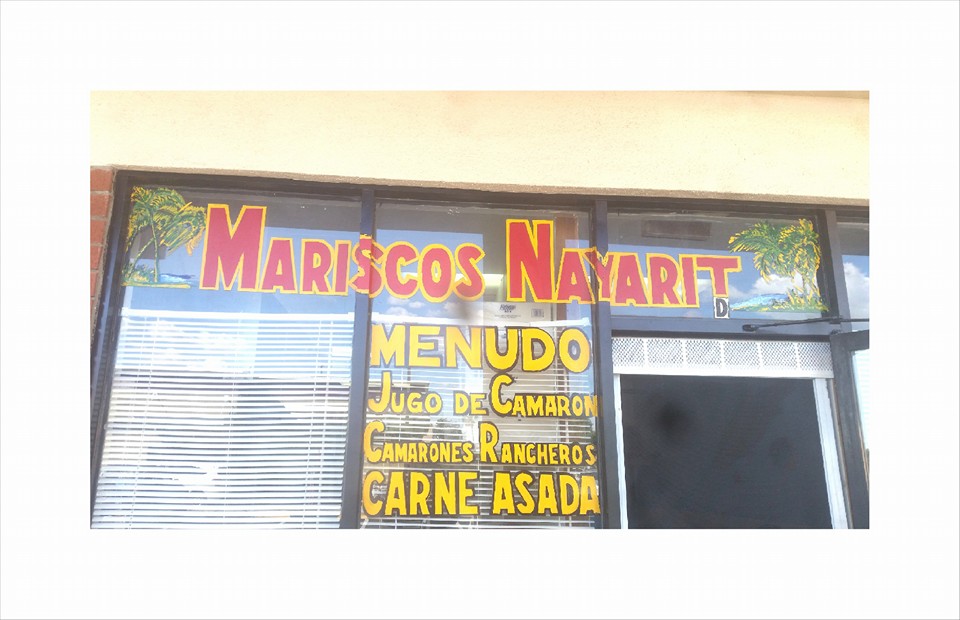 MARISCOS NAYARIT
D
MENUDO
JUGO DE CAMARON
CAMARONES RANCHEROS
CARNE ASADA